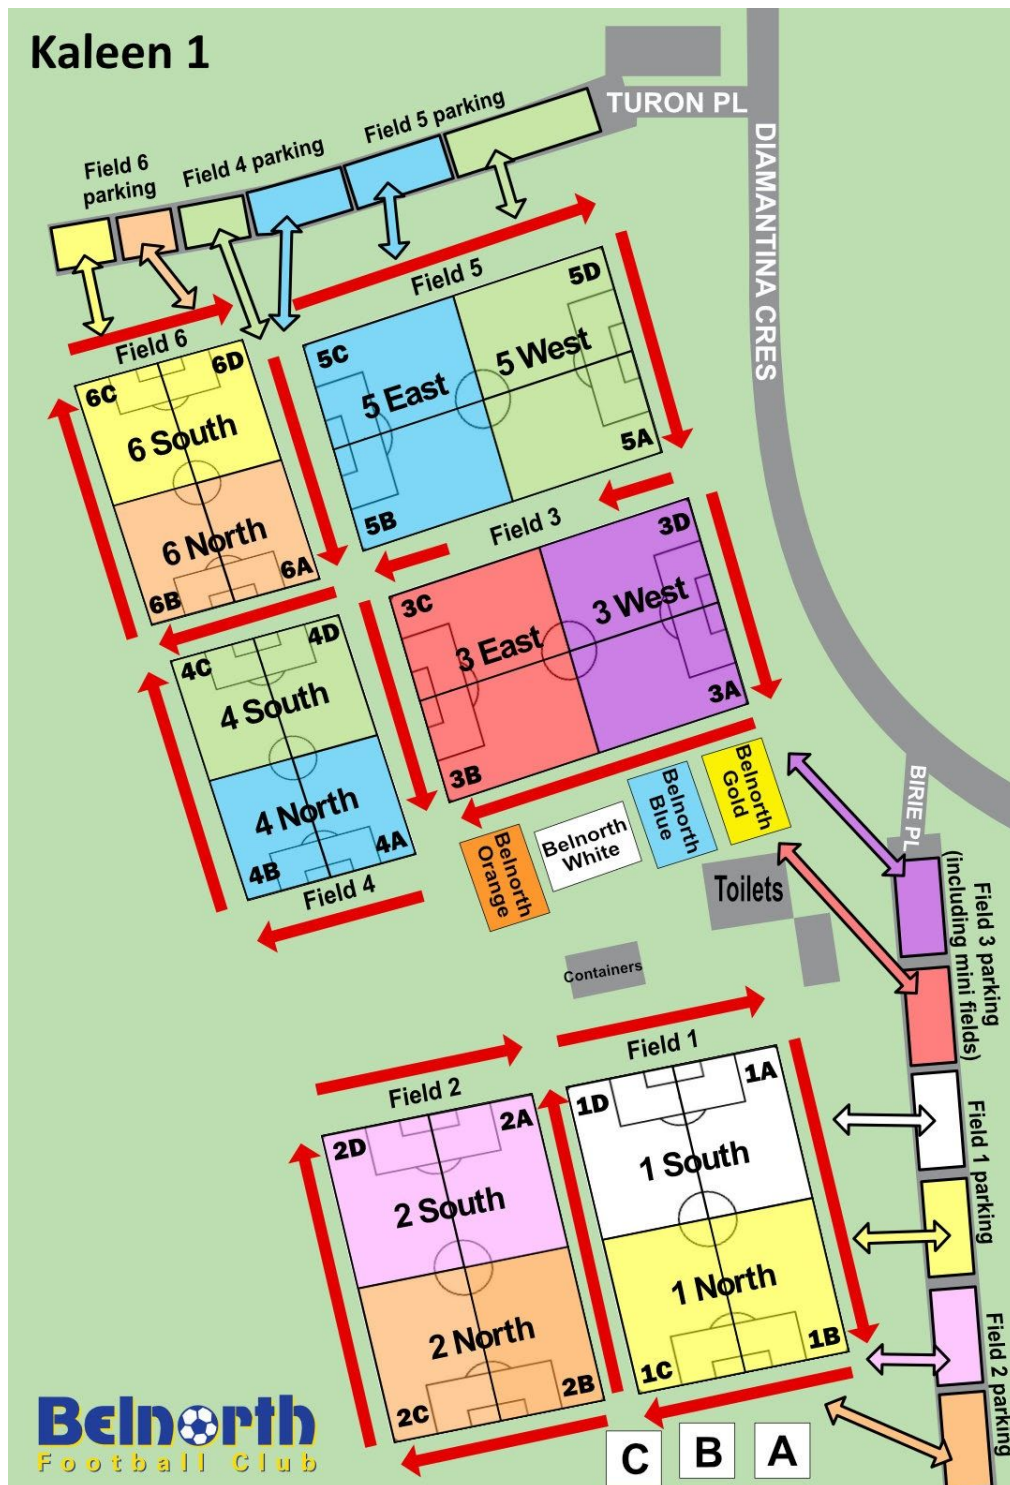 Kaleen 1
TURON PL
DIAMANTINA CRES
Field 5 parking
Field 4 parking
Field 6
parking
Field 5
5D
5C
5 West
5 East
5A
5B
Field 6
6D
6C
6 South
6 North
6A
6B
Field 3
3D
3C
3 West
3 East
3A
3B
4D
4C
4 South
4 North
4A
4B
Field 4
Belnorth
Gold
Belnorth
Blue
Belnorth
White
Belnorth
Orange
Toilets
Containers
BIRIE PL
Field 3 parking
(including mini fields)
Field 1
1A
1D
1 South
1 North
1B
1C
Field 2
2A
2D
2 South
2 North
2B
2C
Field 1 parking
Field 2 parking
C
B
A
Belnorth
Football Club